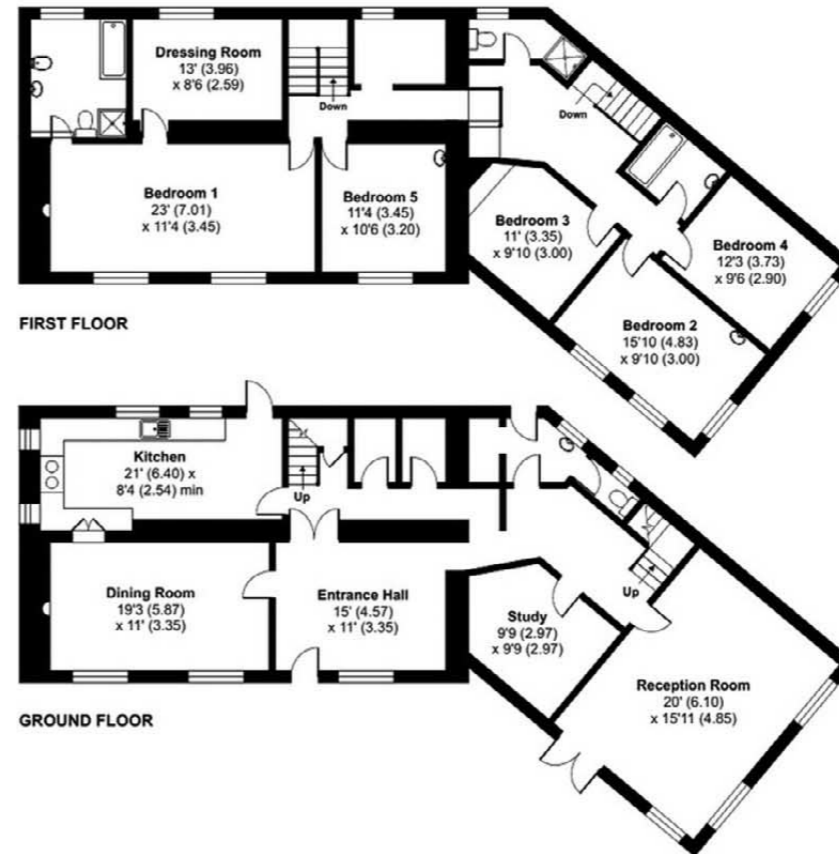 Dressing Room
13' (3.96)
x 8'6 (2.59)
Down
Down
Bedroom 1
23' (7.01)
x 11'4 (3.45)
Bedroom 5
11'4 (3.45)
x 10'6 (3.20)
Bedroom 3
11' (3.35)
x 9'10 (3.00)
Bedroom 4
12'3 (3.73)
x 9'6 (2.90)
Bedroom 2
15'10 (4.83)
x 9'10 (3.00)
FIRST FLOOR
Kitchen
21' (6.40) x
8'4 (2.54) min
Up
Dining Room
19'3 (5.87)
x 11' (3.35)
Entrance Hall
15' (4.57)
x 11' (3.35)
Study
9'9 (2.97)
x 9'9 (2.97)
Up
Reception Room
20' (6.10)
x 15'11 (4.85)
GROUND FLOOR